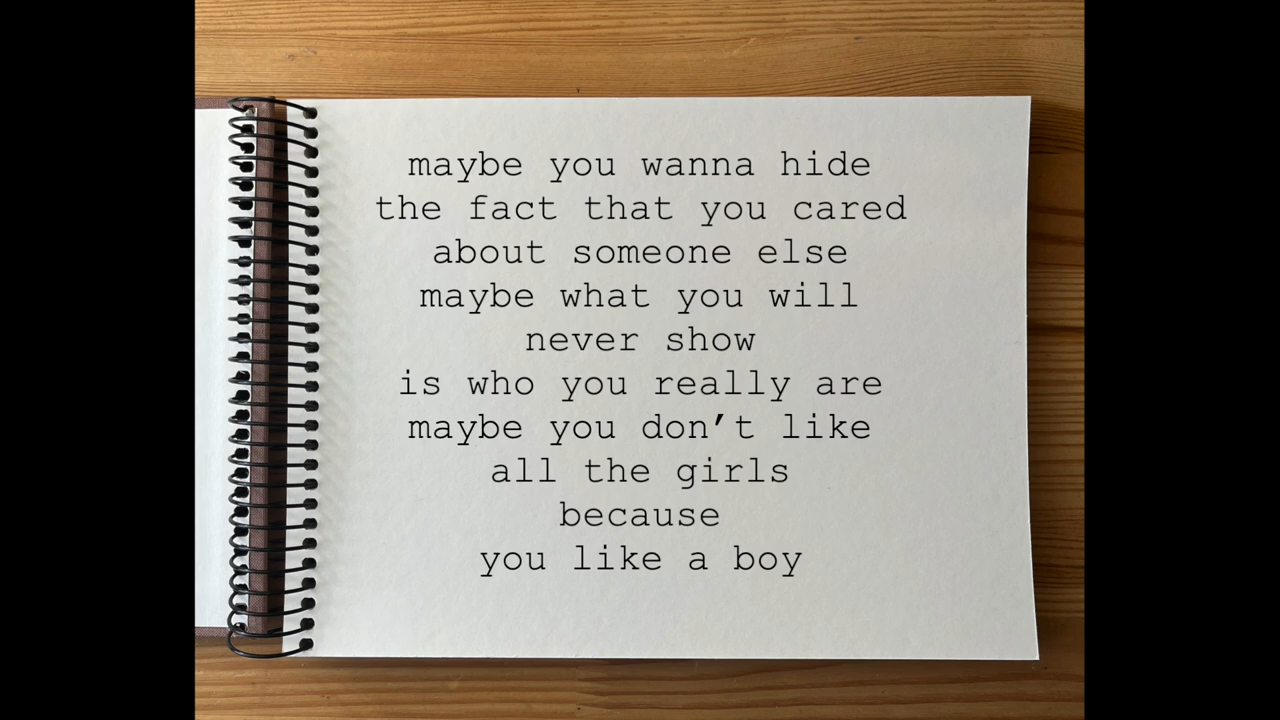 maybe you wanna hide
the fact that you cared
about someone else
maybe what you will
never show
is who you really are
maybe you don’t like
all the girls
because
you like a boy